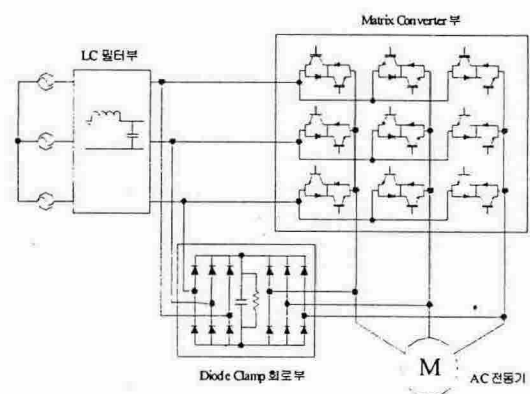 Matrix Converter 부
LC 필터부
Diode Clamp 회로부
M
AC 전동기